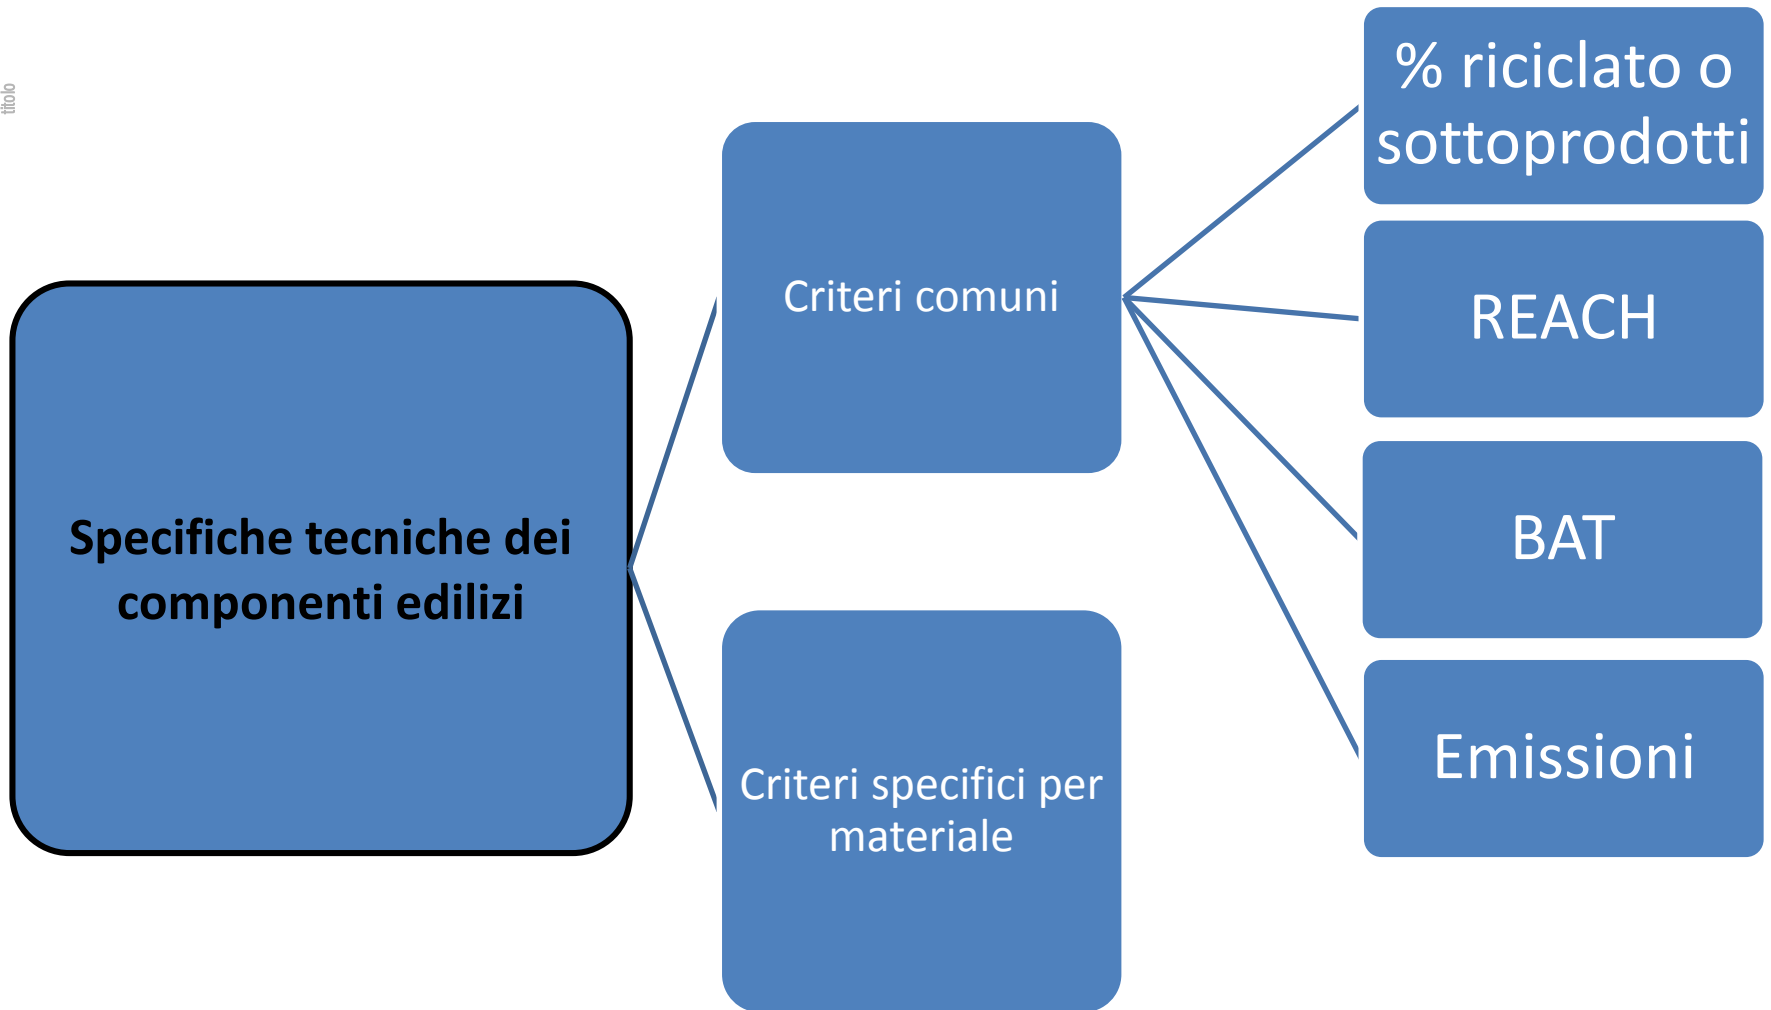 titolo
Specifiche tecniche dei
componenti edilizi
Criteri comuni
Criteri specifici per
materiale
% riciclato o
sottoprodotti
REACH
BAT
Emissioni